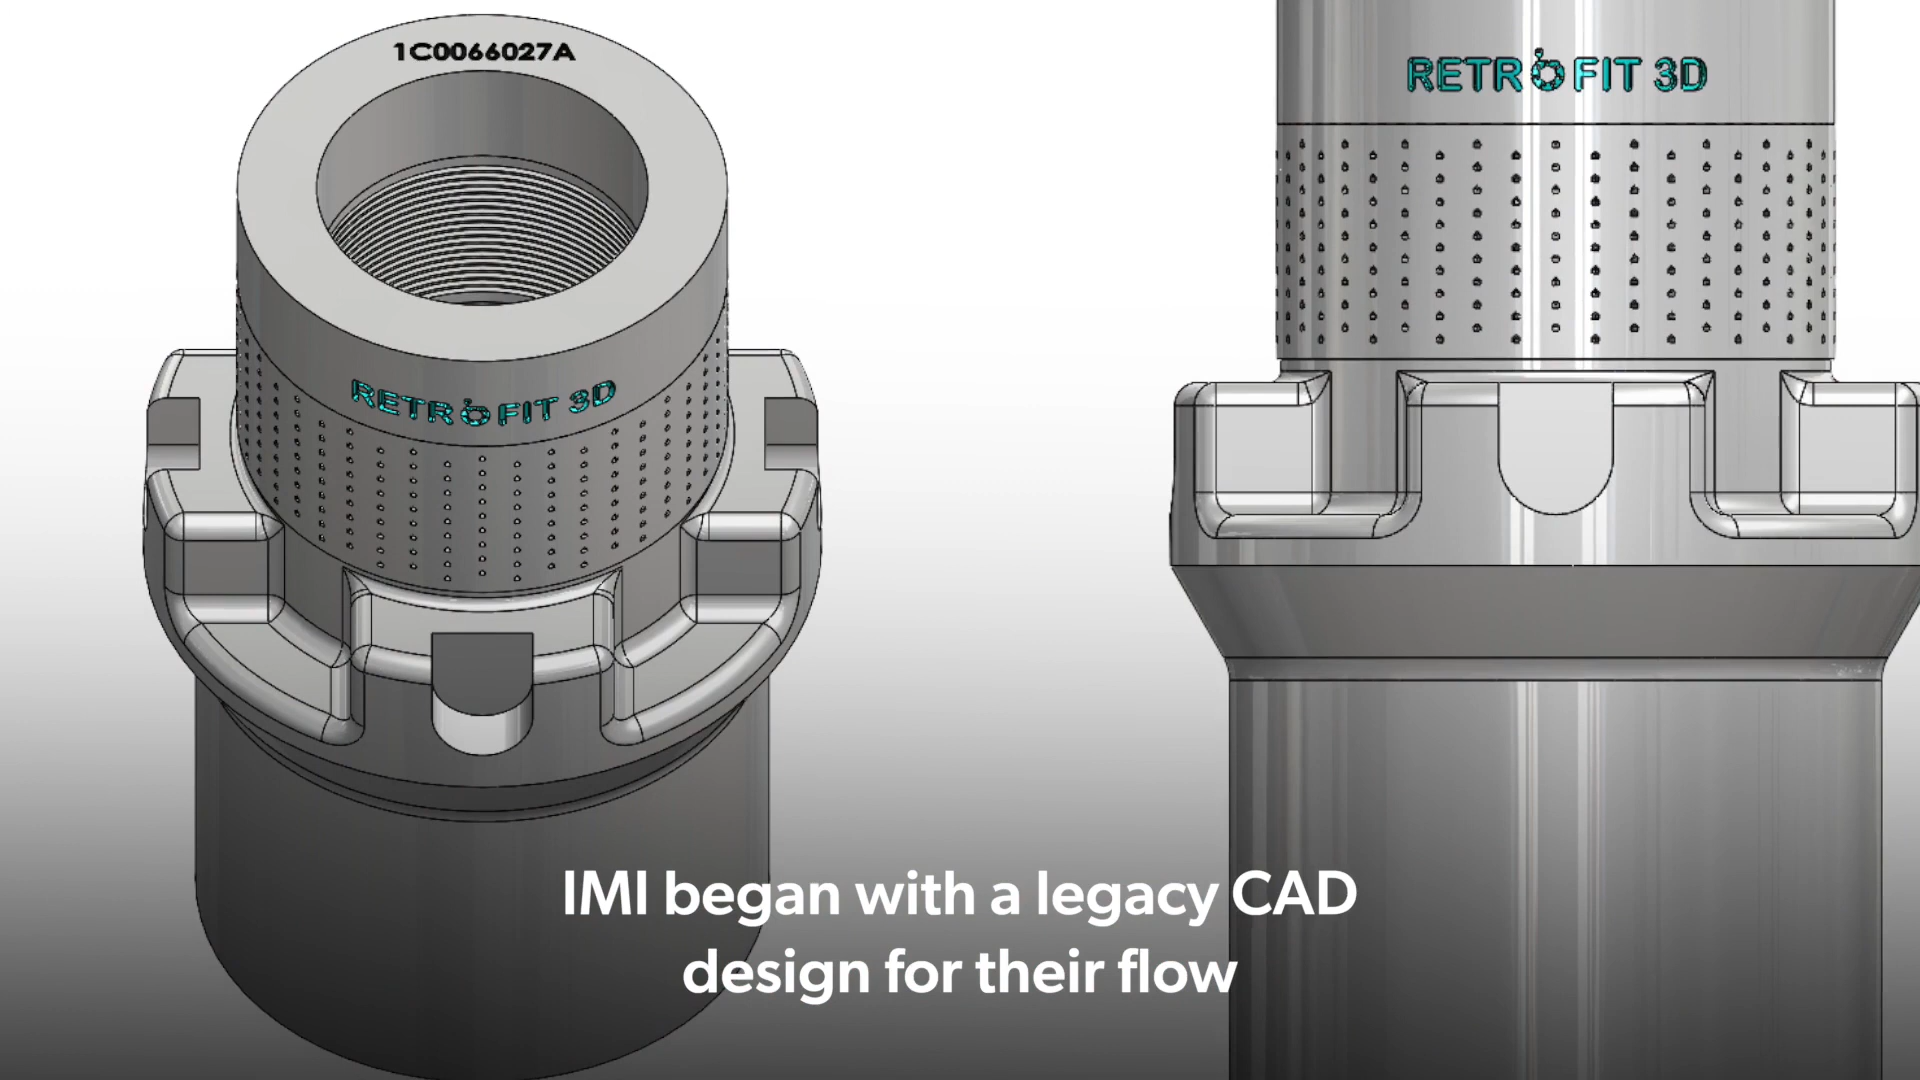 1C0066027A
RETROFIT 3D
RETROFIT 3D
IMI began with a legacy CAD
design for their flow